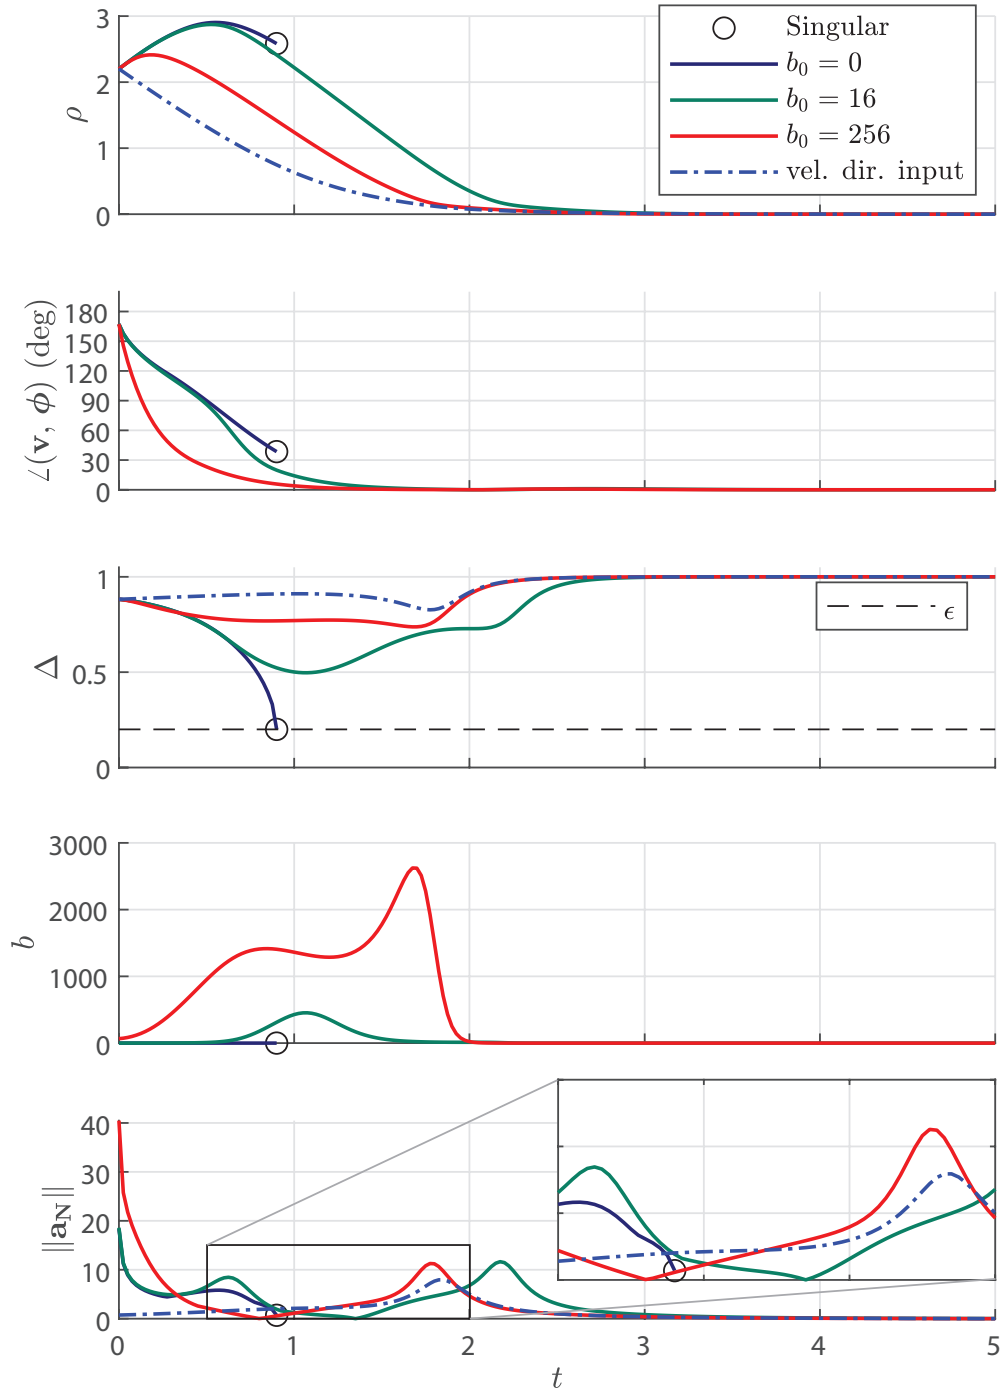 3
2
1
0
ρ
Singular
b₀ = 0
b₀ = 16
b₀ = 256
vel. dir. input
180
150
120
90
60
30
0
∠(v, ϕ) (deg)
1
0.5
0
Δ
ϵ
3000
2000
1000
0
b
40
30
20
10
0
||a_N||
0 1 2 3 4 5
t